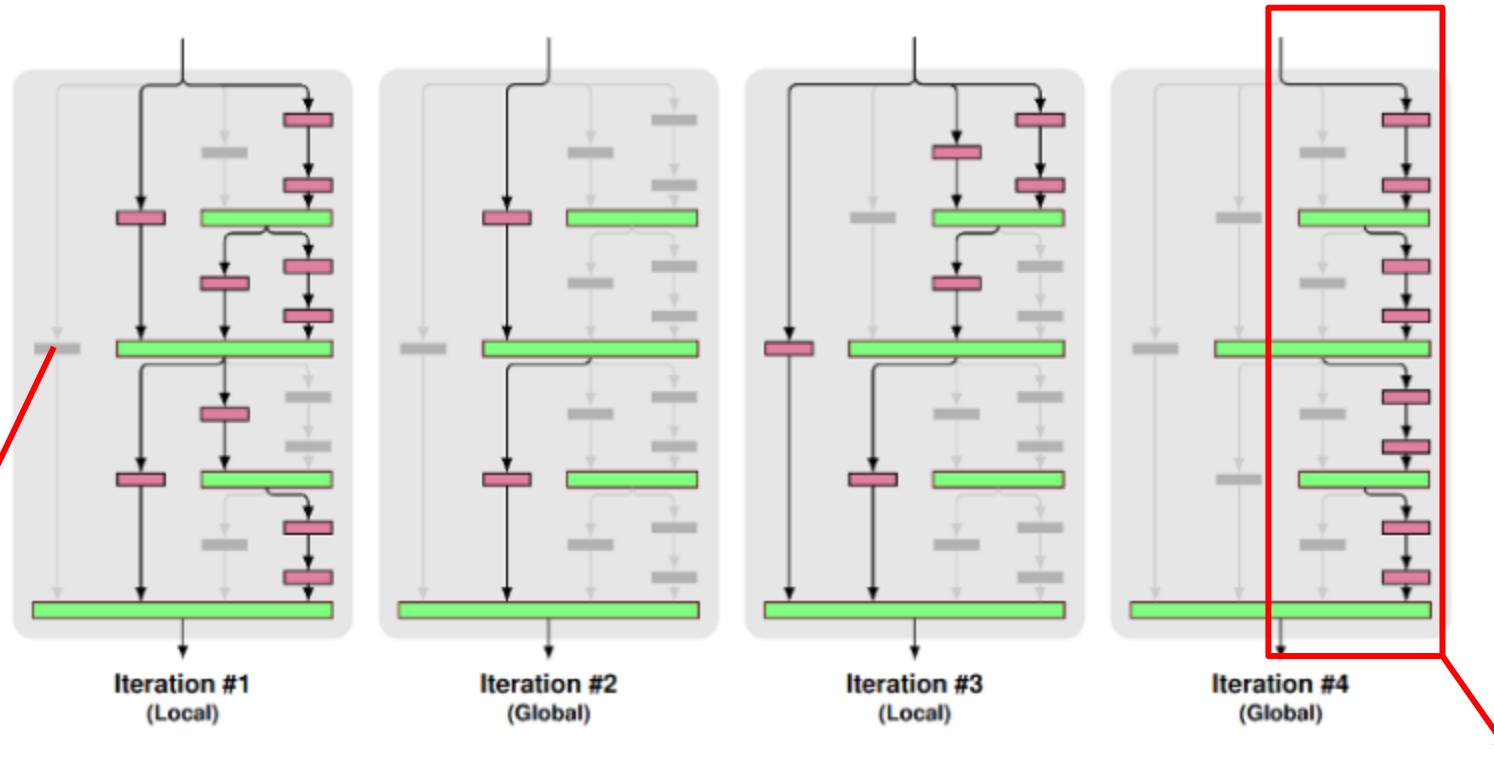 Iteration #1
(Local)
Iteration #2
(Global)
Iteration #3
(Local)
Iteration #4
(Global)